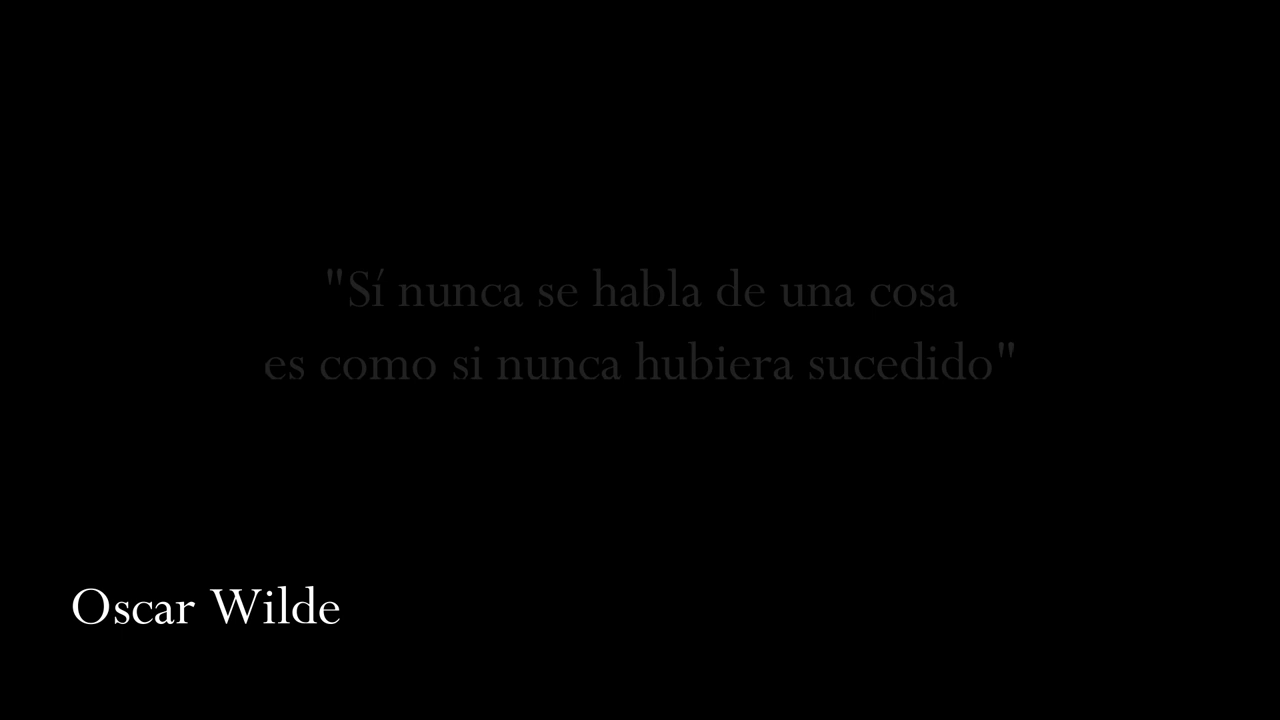 "Sí nunca se habla de una cosa
es como si nunca hubiera sucedido"
Oscar Wilde